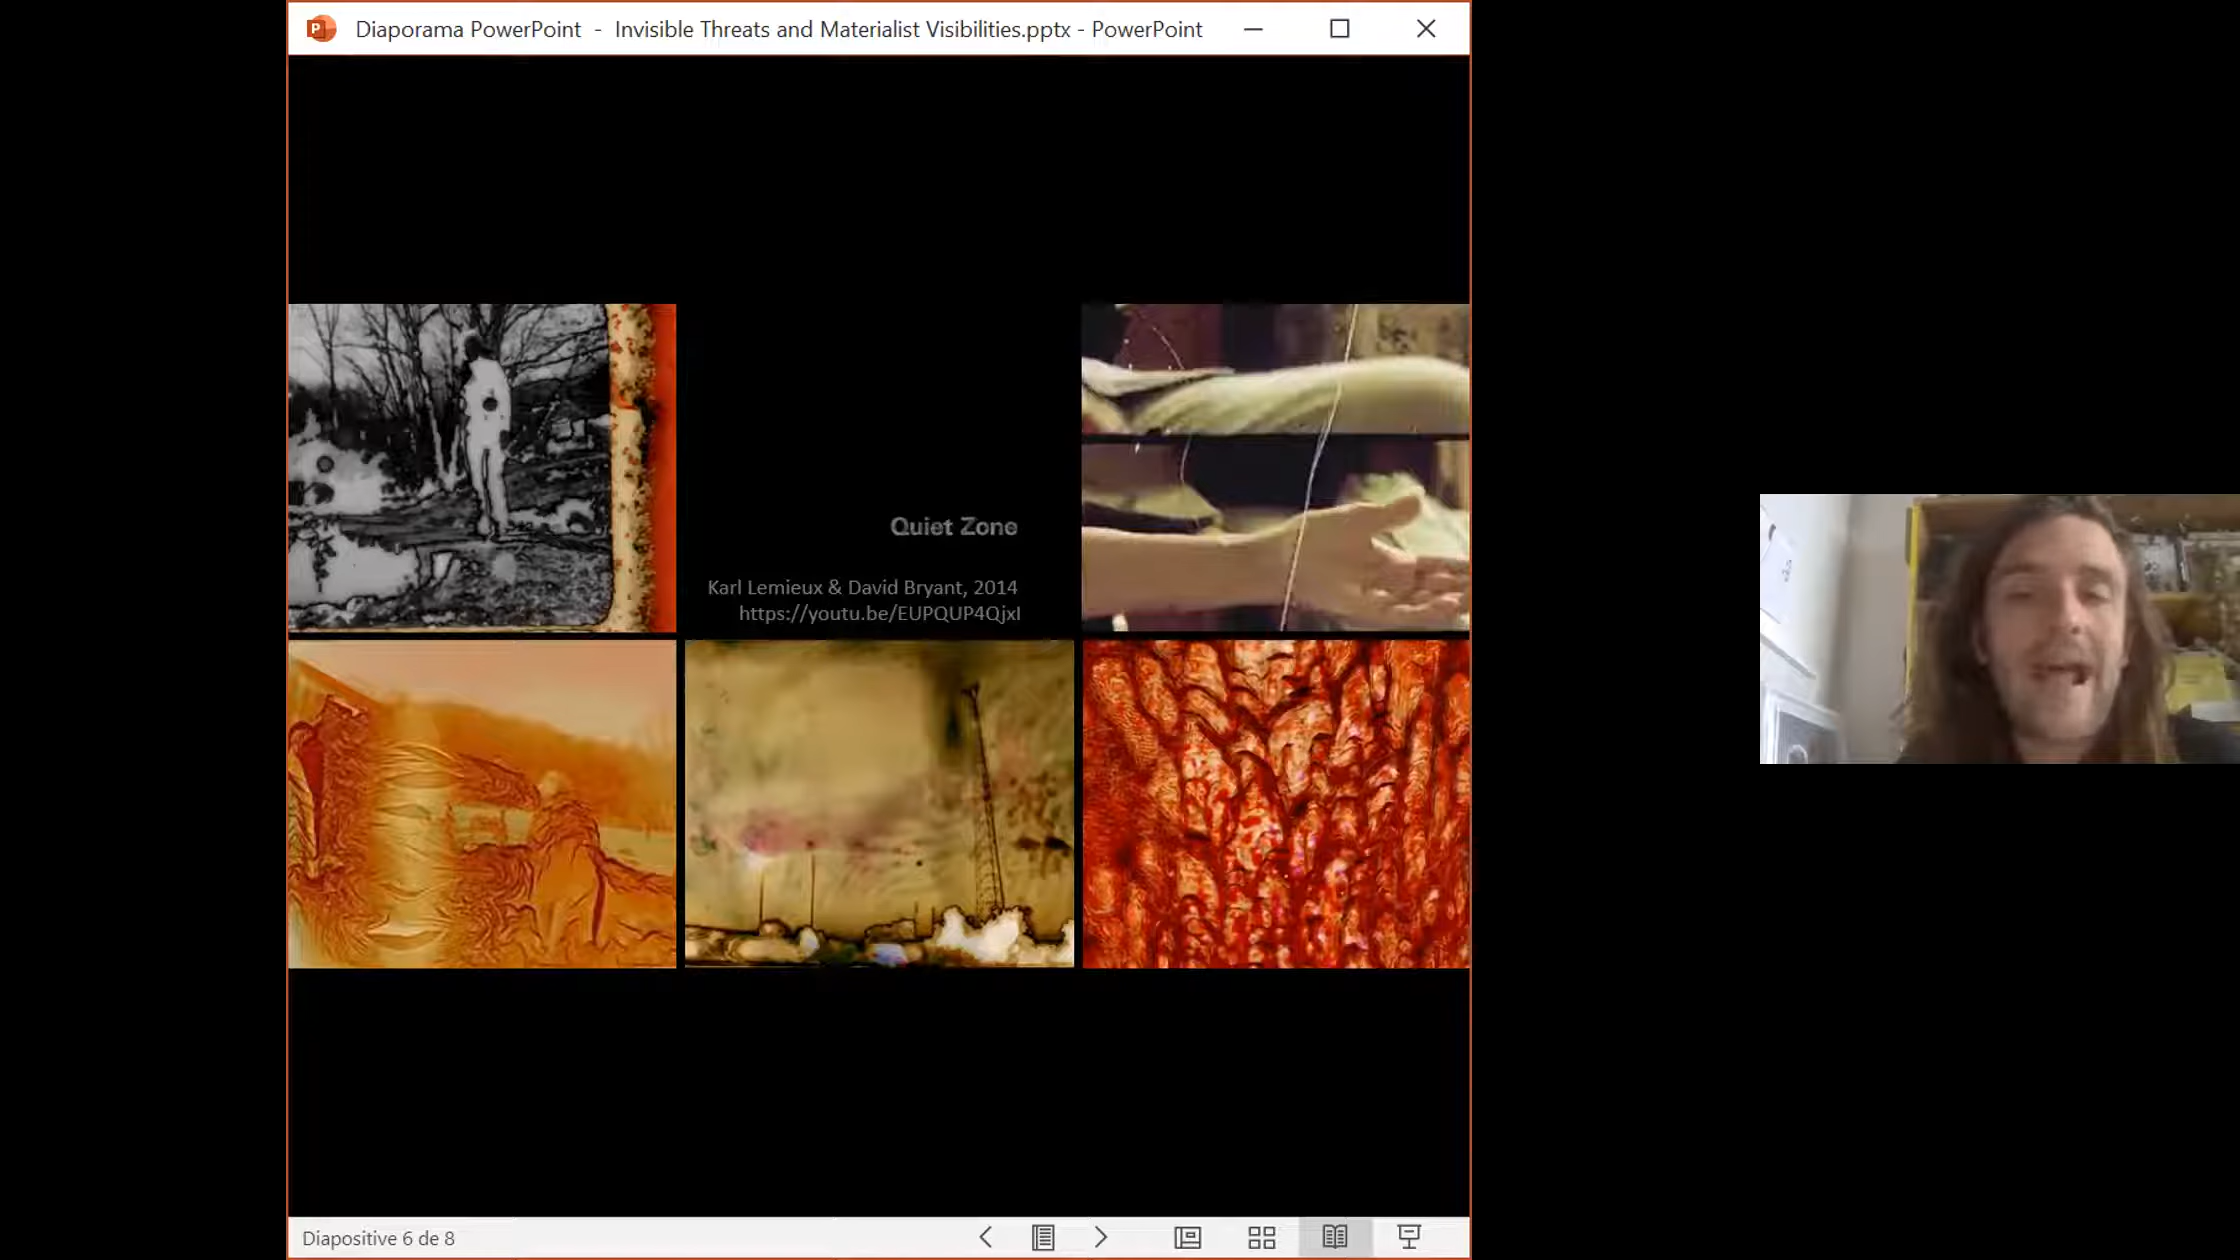 Diaporama PowerPoint - Invisible Threats and Materialist Visibilities.pptx - PowerPoint
Quiet Zone
Karl Lemieux & David Bryant, 2014
https://youtu.be/EUPQUP4QjxI
Diapositive 6 de 8